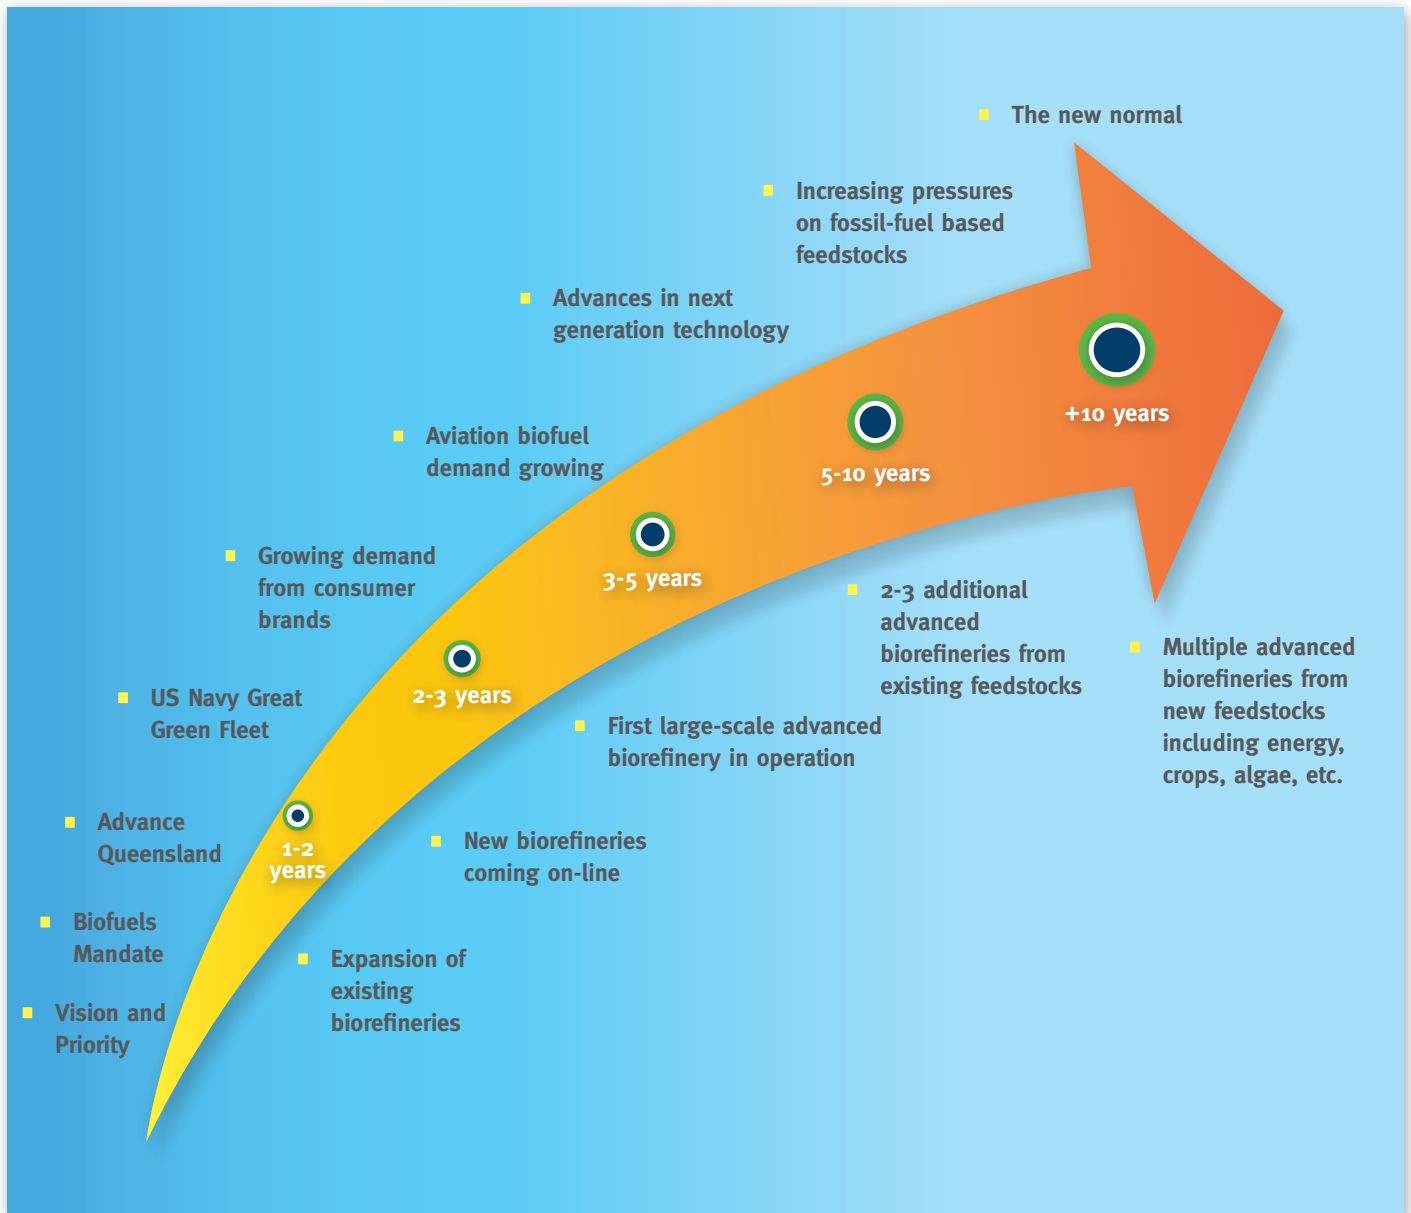 The new normal
Increasing pressures
on fossil-fuel based
feedstocks
Advances in next
generation technology
+10 years
Aviation biofuel
demand growing
5-10 years
Growing demand
from consumer
brands
3-5 years
2-3 additional
advanced
biorefineries from
existing feedstocks
Multiple advanced
biorefineries from
new feedstocks
including energy,
crops, algae, etc.
US Navy Great
Green Fleet
2-3 years
First large-scale advanced
biorefinery in operation
Advance
Queensland
1-2
years
New biorefineries
coming on-line
Biofuels
Mandate
Expansion of
existing
biorefineries
Vision and
Priority